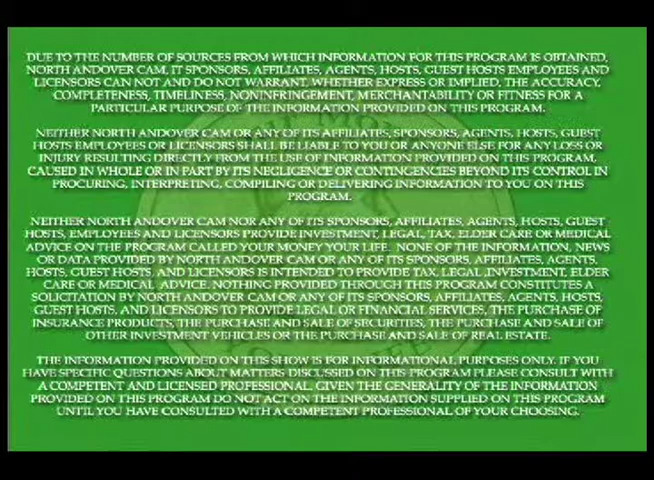 DUE TO THE NUMBER OF SOURCES FROM WHICH INFORMATION FOR THIS PROGRAM IS OBTAINED,
NORTH ANDOVER CAM, IT SPONSORS, AFFILIATES, AGENTS, HOSTS, GUEST HOSTS EMPLOYEES AND
LICENSORS CAN NOT AND DO NOT WARRANT, WHETHER EXPRESS OR IMPLIED, THE ACCURACY,
COMPLETENESS, TIMELINESS, NONINFRINGEMENT, MERCHANTABILITY OR FITNESS FOR A
PARTICULAR PURPOSE OF THE INFORMATION PROVIDED ON THIS PROGRAM.
NEITHER NORTH ANDOVER CAM OR ANY OF ITS AFFILIATES, SPONSORS, AGENTS, HOSTS, GUEST
HOSTS EMPLOYEES OR LICENSORS SHALL BE LIABLE TO YOU OR ANYONE ELSE FOR ANY LOSS OR
INJURY RESULTING DIRECTLY FROM THE USE OF INFORMATION PROVIDED ON THIS PROGRAM,
CAUSED IN WHOLE OR IN PART BY ITS NEGLIGENCE OR CONTINGENCIES BEYOND ITS CONTROL IN
PROCURING, INTERPRETING, COMPILING OR DELIVERING INFORMATION TO YOU ON THIS
PROGRAM.
NEITHER NORTH ANDOVER CAM NOR ANY OF ITS SPONSORS, AFFILIATES, AGENTS, HOSTS, GUEST
HOSTS, EMPLOYEES AND LICENSORS PROVIDE INVESTMENT, LEGAL, TAX, ELDER CARE OR MEDICAL
ADVICE ON THE PROGRAM CALLED YOUR MONEY YOUR LIFE.  NONE OF THE INFORMATION, NEWS
OR DATA PROVIDED BY NORTH ANDOVER CAM OR ANY OF ITS SPONSORS, AFFILIATES, AGENTS,
HOSTS, GUEST HOSTS, AND LICENSORS IS INTENDED TO PROVIDE TAX, LEGAL ,INVESTMENT, ELDER
CARE OR MEDICAL  ADVICE. NOTHING PROVIDED THROUGH THIS PROGRAM CONSTITUTES A
SOLICITATION BY NORTH ANDOVER CAM OR ANY OF ITS SPONSORS, AFFILIATES, AGENTS, HOSTS,
GUEST HOSTS, AND LICENSORS TO PROVIDE LEGAL OR FINANCIAL SERVICES, THE PURCHASE OF
INSURANCE PRODUCTS, THE PURCHASE AND SALE OF SECURITIES, THE PURCHASE AND SALE OF
OTHER INVESTMENT VEHICLES OR THE PURCHASE AND SALE OF REAL ESTATE.
THE INFORMATION PROVIDED ON THIS SHOW IS FOR INFORMATIONAL PURPOSES ONLY. IF YOU
HAVE SPECIFIC QUESTIONS ABOUT MATTERS DISCUSSED ON THIS PROGRAM PLEASE CONSULT WITH
A COMPETENT AND LICENSED PROFESSIONAL, GIVEN THE GENERALITY OF THE INFORMATION
PROVIDED ON THIS PROGRAM DO NOT ACT ON THE INFORMATION SUPPLIED ON THIS PROGRAM
UNTIL YOU HAVE CONSULTED WITH A COMPETENT PROFESSIONAL OF YOUR CHOOSING.